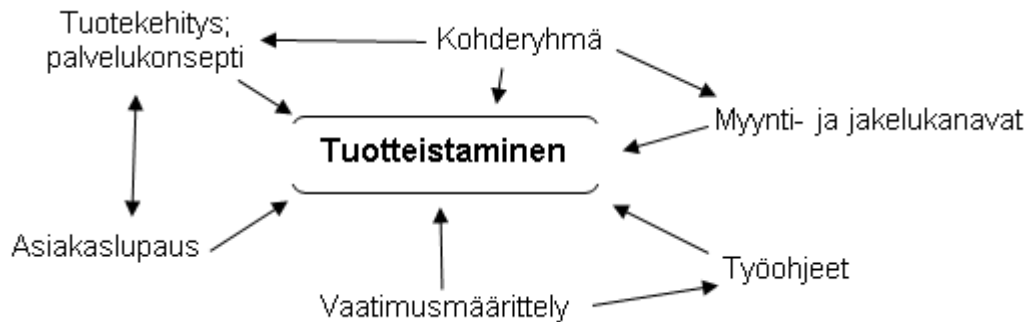 Tuotekehitys;
palvelukonsepti
Kohderyhmä
Myynti- ja jakelukanavat
Tuotteistaminen
Asiakaslupaus
Työohjeet
Vaatimusmäärittely